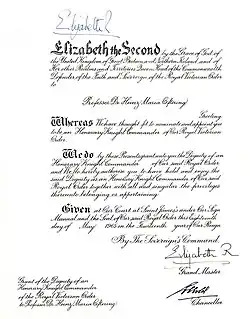 Elizabeth R
Elizabeth the Second by the Grace of God of
the United Kingdom of Great Britain and Northern Ireland and of
Her other Realms and Territories Queen Head of the Commonwealth
Defender of the Faith and Sovereign of the Royal Victorian Order
to
Professor Dr Henry Marcus
Greeting
Whereas We have thought fit to nominate and appoint you
to be an Honorary Knight Commander of Our Royal Victorian
Order.
We do by these Presents grant unto you the Dignity of an
Honorary Knight Commander of Our said Royal Order
and We do hereby authorise you to have hold and enjoy the
said Dignity as an Honorary Knight Commander of Our said
Royal Order together with all and singular the privileges
thereunto belonging or appertaining.
Given at Our Court at Saint James's under Our Sign
Manual and the Seal of Our said Royal Order this Eighteenth
day of May 1965 in the Fourteenth year of Our Reign.
By The Sovereign's Command.
Elizabeth R
Grand Master
Grant of the Dignity of an
Honorary Knight Commander
of the Royal Victorian Order
to Professor Dr Henry Marcus
Chancellor